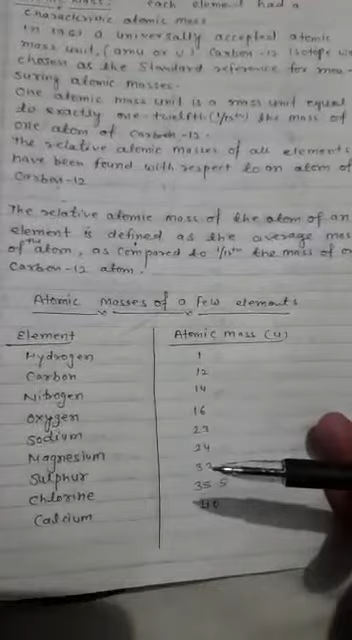 each element had a
characteristic atomic mass
In 1961 a universally accepted atomic
mass unit, (amu or u). Carbon-12 isotope
chosen as the Standard reference for mea
suring atomic masses.
One atomic mass unit is a mass unit equal
to exactly one-twelfth (1/12th) the mass of
one atom of Carbon-12.
The relative atomic masses of all elements
have been found with respect to an atom of
Carbon-12
The relative atomic mass of the atom of an
element is defined as the average mas
of the atom, as compared to 1/12th the mass of
Carbon-12 atom.
Atomic Masses of a few elements
Element Atomic mass (u)
Hydrogen 1
Carbon 12
Nitrogen 14
Oxygen 16
Sodium 23
Magnesium 24
Sulphur 32
Chlorine 35.5
Calcium 40